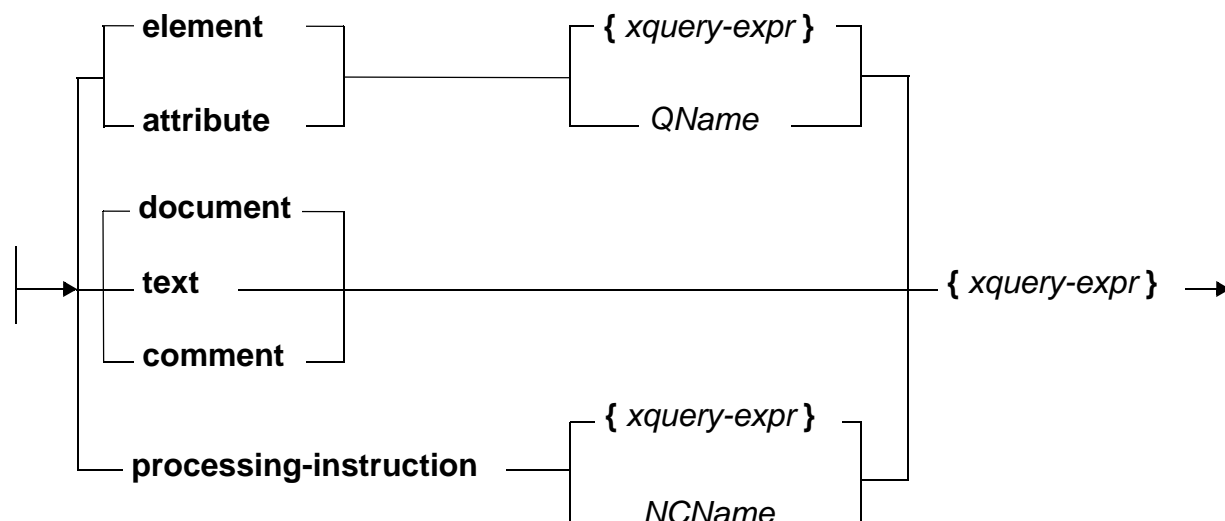 element { xquery-expr }
attribute QName
document
text { xquery-expr }
comment
{ xquery-expr }
processing-instruction
NCName